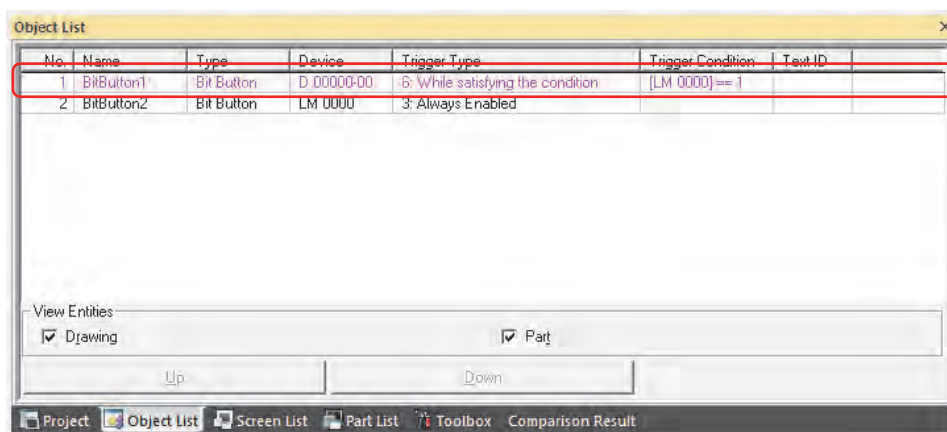 Object List
No. Name Type Device Trigger Type Trigger Condition Text ID
1 BitButton1 Bit Button D 00000-00 6: While satisfying the condition [LM 0000] == 1
2 BitButton2 Bit Button LM 0000 3: Always Enabled
View Entities
Drawing Part
Up Down
Project Object List Screen List Part List Toolbox Comparison Result